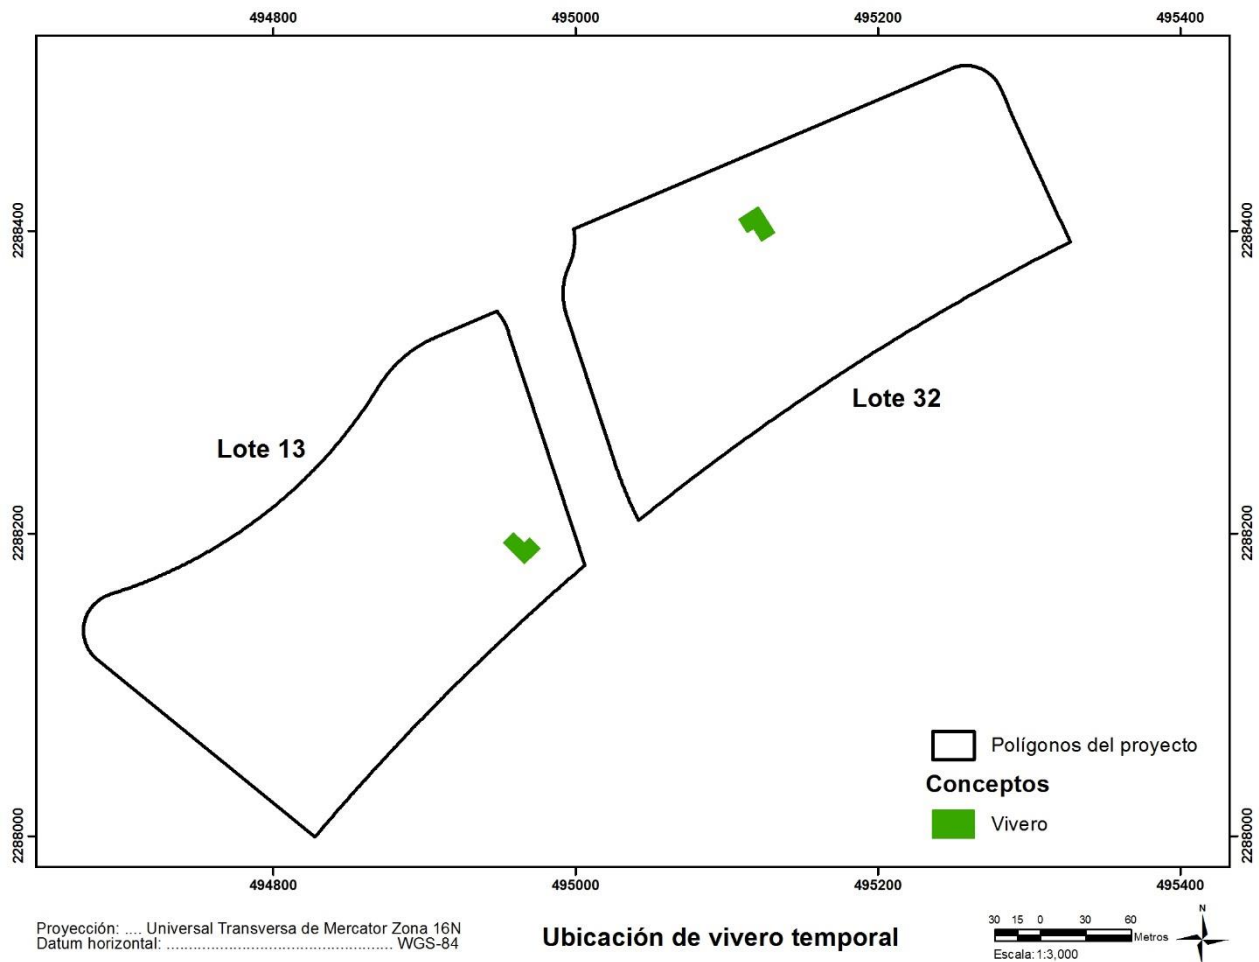 494800 495000 495200 495400
2288400 2288400
Lote 32
Lote 13
2288200 2288200
Polígonos del proyecto
Conceptos
Vivero
2288000 2288000
494800 495000 495200 495400
Proyección: .... Universal Transversa de Mercator Zona 16N
Datum horizontal: ................................................ WGS-84
Ubicación de vivero temporal
30 15 0 30 60
Metros
Escala:1:3,000
N